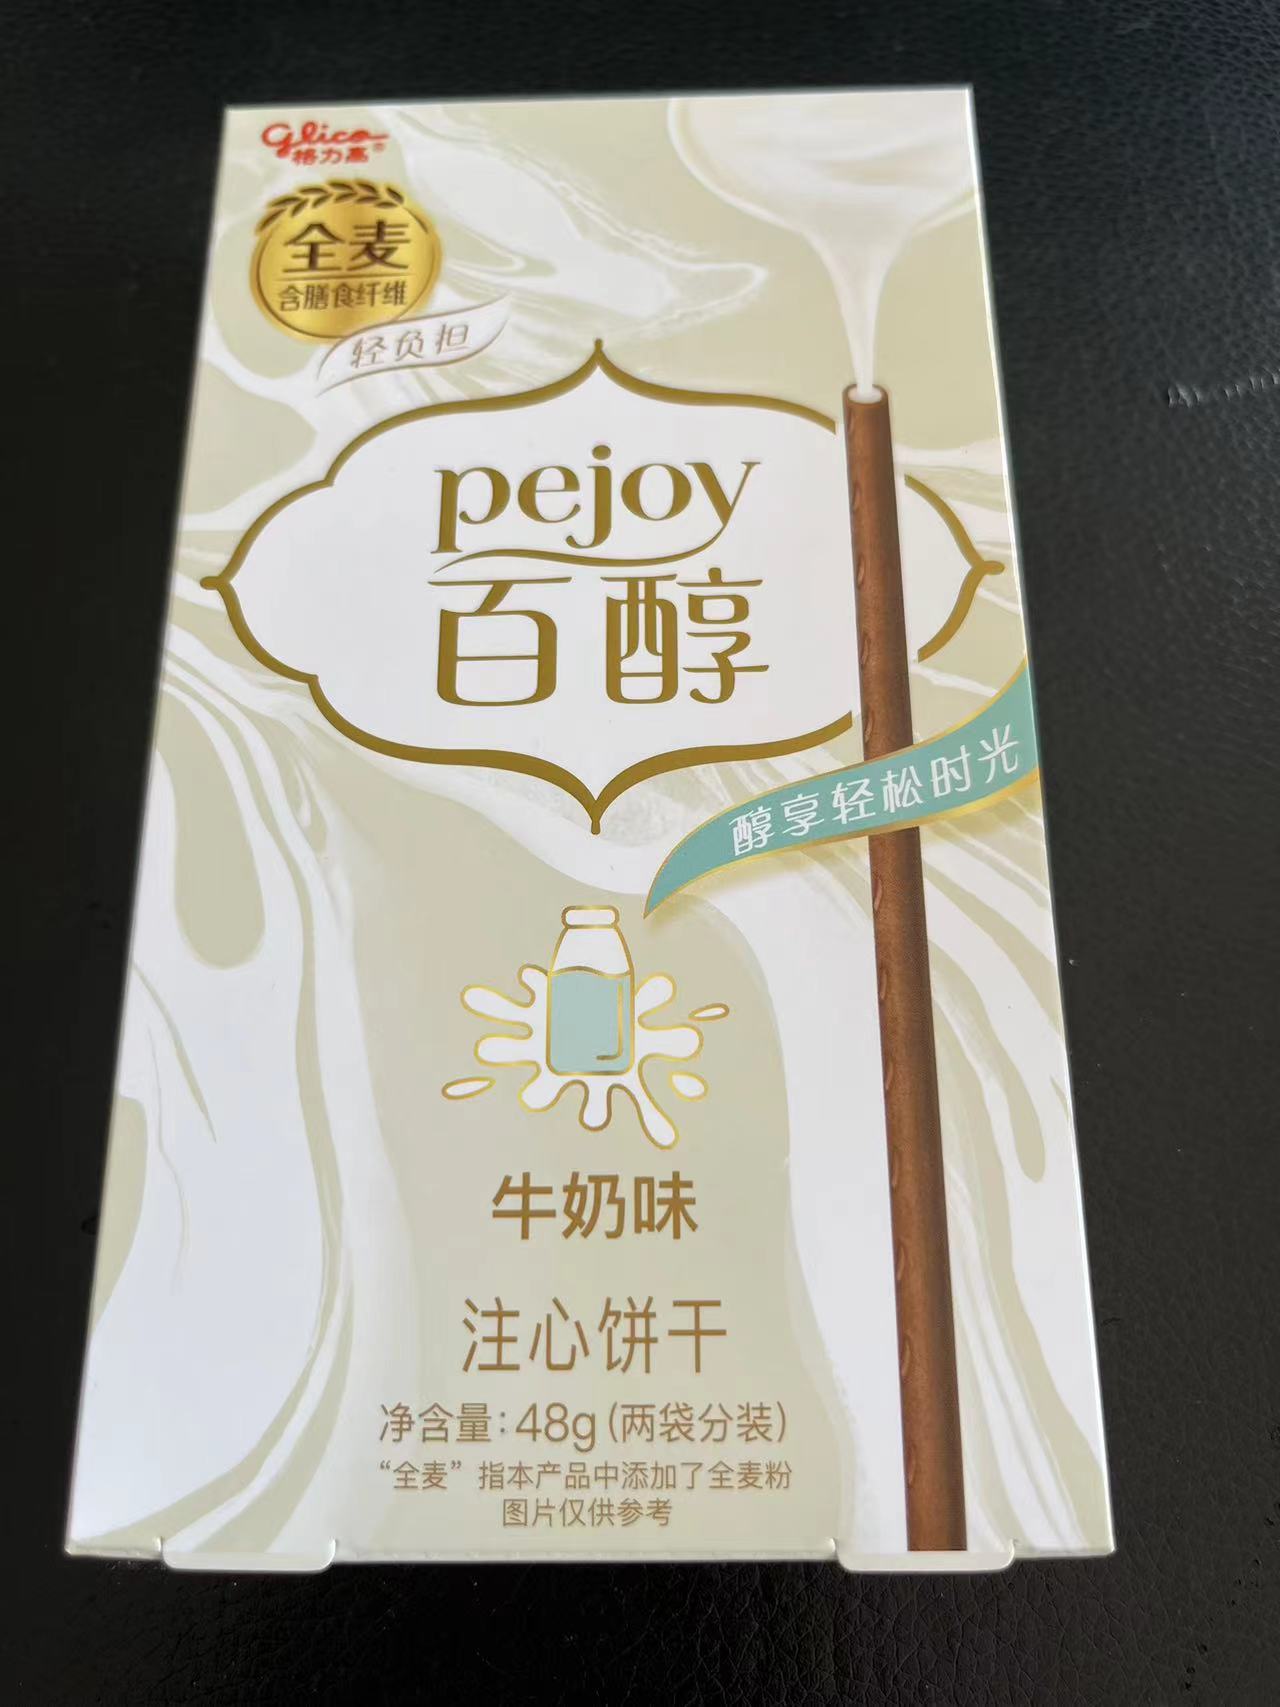 Glico
格力高®
全麦
含膳食纤维
轻负担
pejoy
百醇
醇享轻松时光
牛奶味
注心饼干
净含量:48g(两袋分装)
“全麦”指本产品中添加了全麦粉
图片仅供参考